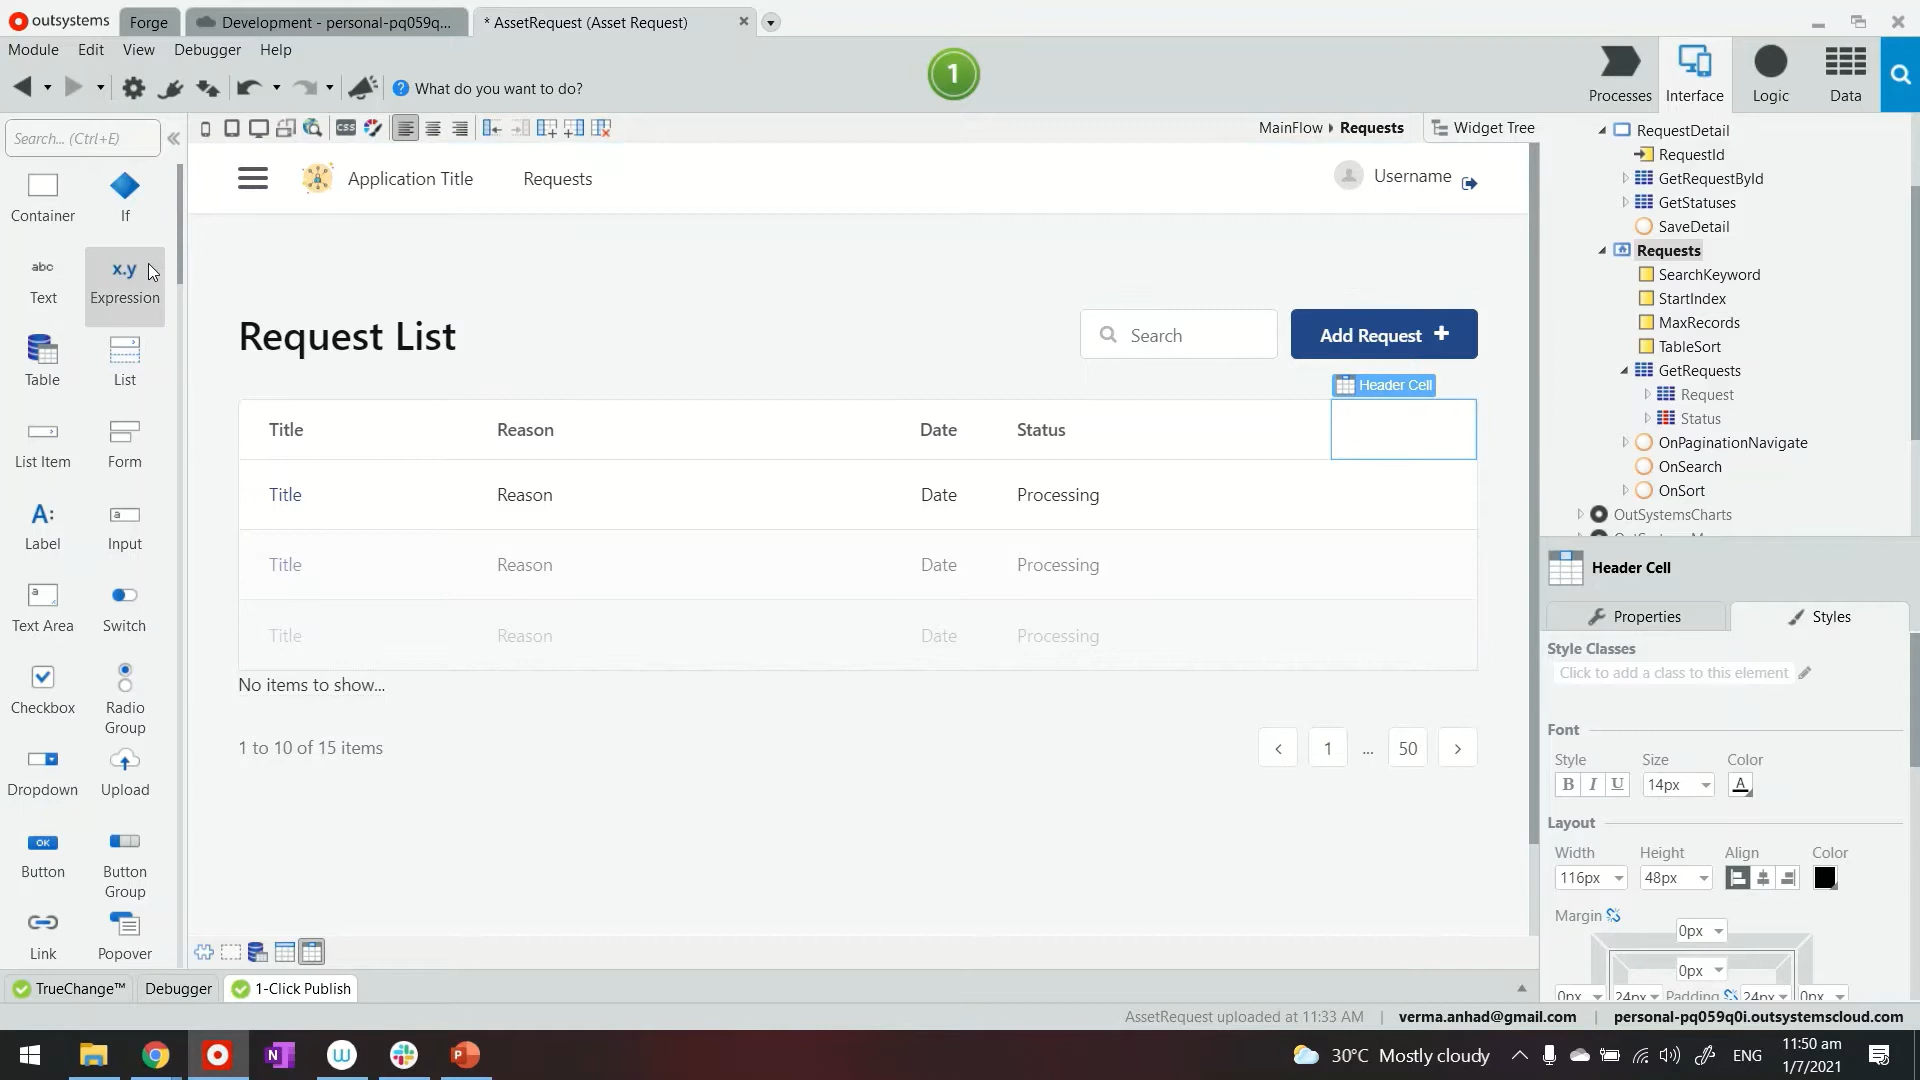 outsystems
Forge
Development - personal-pq059q...
* AssetRequest (Asset Request)
Module
Edit
View
Debugger
Help
What do you want to do?
1
Processes
Interface
Logic
Data
Search... (Ctrl+E)
CSS
MainFlow
Requests
Widget Tree
Container
If
abc
Text
x.y
Expression
Table
List
List Item
Form
A:
Label
a
Input
a
Text Area
Switch
Checkbox
Radio Group
Dropdown
Upload
OK
Button
Button Group
Link
Popover
Application Title
Requests
Username
Request List
Search
Add Request
Header Cell
Title
Reason
Date
Status
Title
Reason
Date
Processing
Title
Reason
Date
Processing
Title
Reason
Date
Processing
No items to show...
1 to 10 of 15 items
1
...
50
RequestDetail
RequestId
GetRequestById
GetStatuses
SaveDetail
Requests
SearchKeyword
StartIndex
MaxRecords
TableSort
GetRequests
Request
Status
OnPaginationNavigate
OnSearch
OnSort
OutSystemsCharts
Header Cell
Properties
Styles
Style Classes
Click to add a class to this element
Font
Style
Size
Color
B I U
14px
A
Layout
Width
Height
Align
Color
116px
48px
Margin
0px
0px
0px
24px
Padding
24px
0px
TrueChange™
Debugger
1-Click Publish
AssetRequest uploaded at 11:33 AM
verma.anhad@gmail.com
personal-pq059q0i.outsystemscloud.com
30°C Mostly cloudy
ENG
11:50 am
1/7/2021